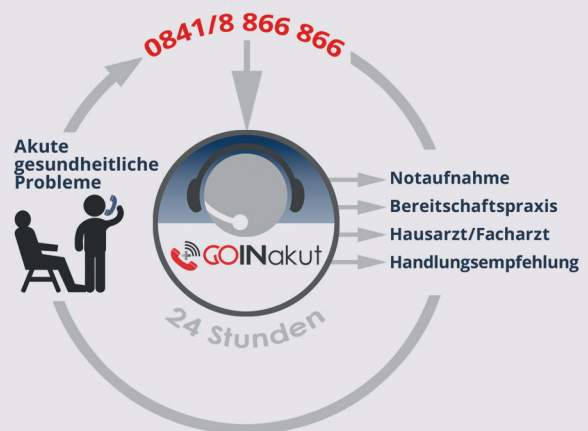 0841/8 866 866
Akute
gesundheitliche
Probleme
GOINakut
Notaufnahme
Bereitschaftspraxis
Hausarzt/Facharzt
Handlungsempfehlung
24 Stunden